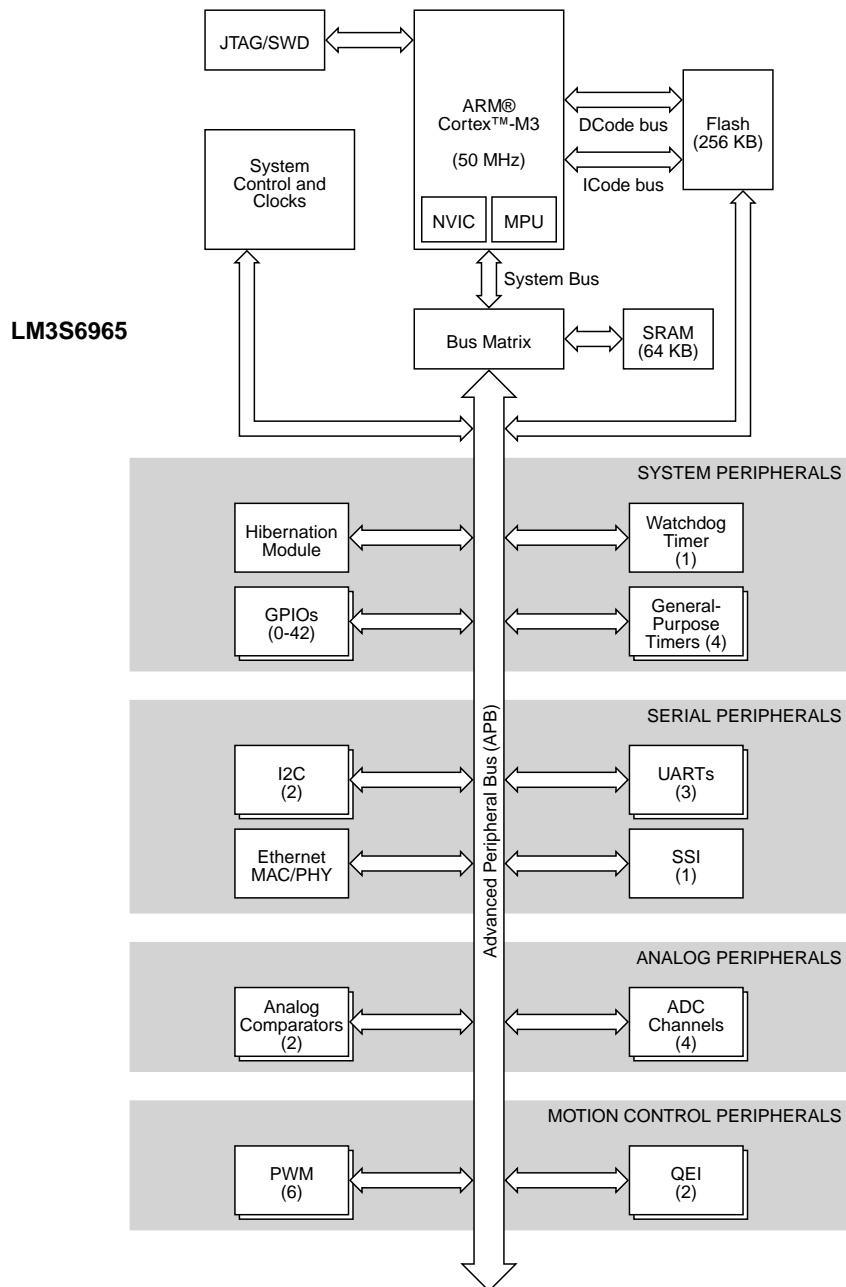 JTAG/SWD
ARM®
Cortex™-M3
(50 MHz)
NVIC
MPU
DCode bus
ICode bus
Flash
(256 KB)
System
Control and
Clocks
System Bus
LM3S6965
Bus Matrix
SRAM
(64 KB)
SYSTEM PERIPHERALS
Hibernation
Module
Watchdog
Timer
(1)
GPIOs
(0-42)
General-
Purpose
Timers (4)
Advanced Peripheral Bus (APB)
SERIAL PERIPHERALS
I2C
(2)
UARTs
(3)
Ethernet
MAC/PHY
SSI
(1)
ANALOG PERIPHERALS
Analog
Comparators
(2)
ADC
Channels
(4)
MOTION CONTROL PERIPHERALS
PWM
(6)
QEI
(2)